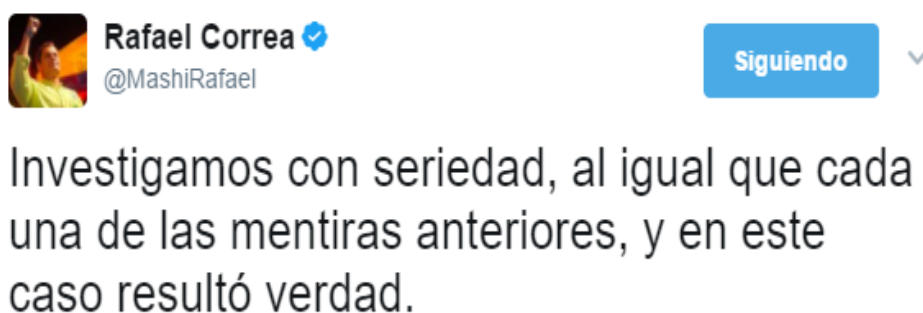 Rafael Correa
@MashiRafael
Siguiendo
Investigamos con seriedad, al igual que cada
una de las mentiras anteriores, y en este
caso resultó verdad.